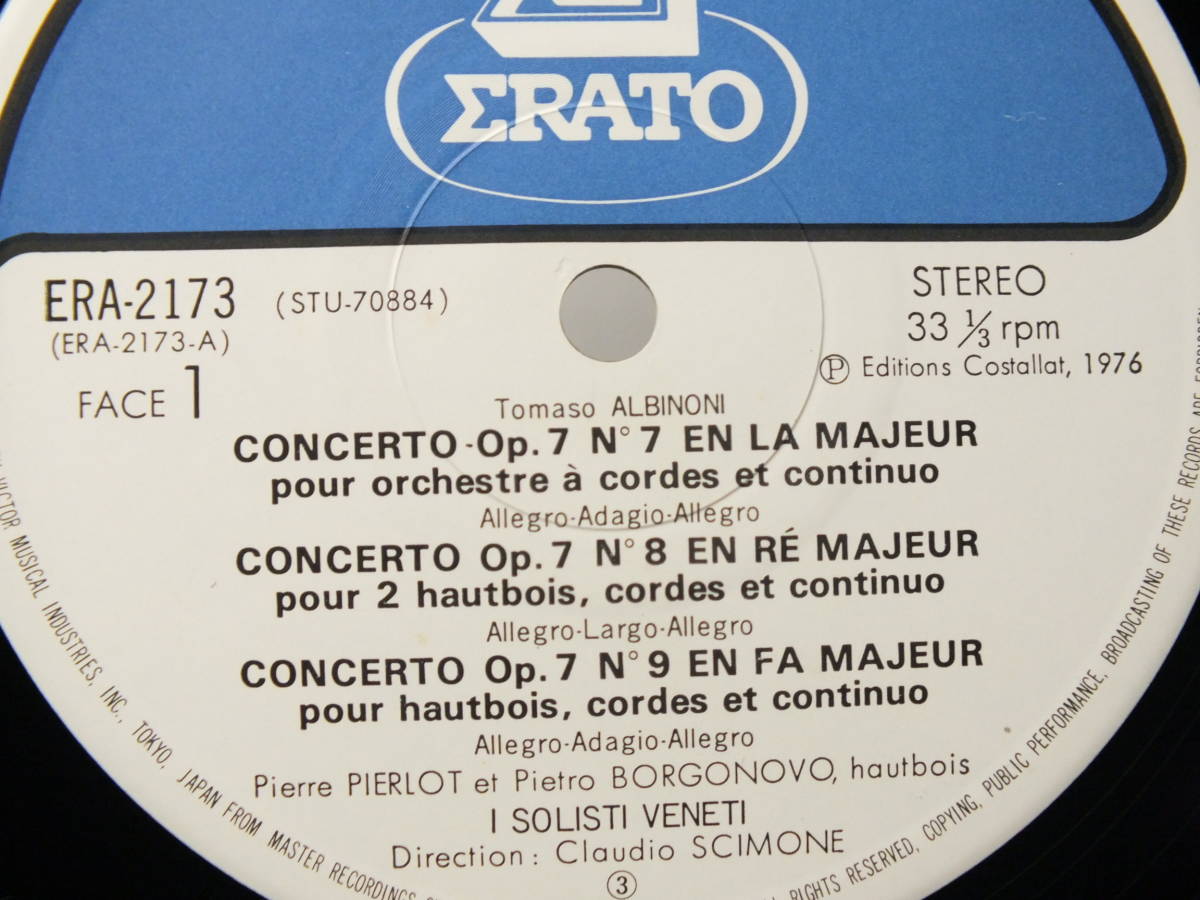 ΣRATO
ERA-2173 (STU-70884)
(ERA-2173-A)
FACE 1
STEREO
33 ⅓ rpm
Ⓟ Editions Costallat, 1976
Tomaso ALBINONI
CONCERTO-Op.7 N°7 EN LA MAJEUR
pour orchestre à cordes et continuo
Allegro-Adagio-Allegro
CONCERTO Op.7 N°8 EN RÉ MAJEUR
pour 2 hautbois, cordes et continuo
Allegro-Largo-Allegro
CONCERTO Op.7 N°9 EN FA MAJEUR
pour hautbois, cordes et continuo
Allegro-Adagio-Allegro
Pierre PIERLOT et Pietro BORGONOVO, hautbois
I SOLISTI VENETI
Direction: Claudio SCIMONE
③
VICTOR MUSICAL INDUSTRIES, INC., TOKYO, JAPAN FROM MASTER RECORDINGS
RIGHTS RESERVED, COPYING, PUBLIC PERFORMANCE, BROADCASTING OF THESE RECORDS ARE FORBIDDEN